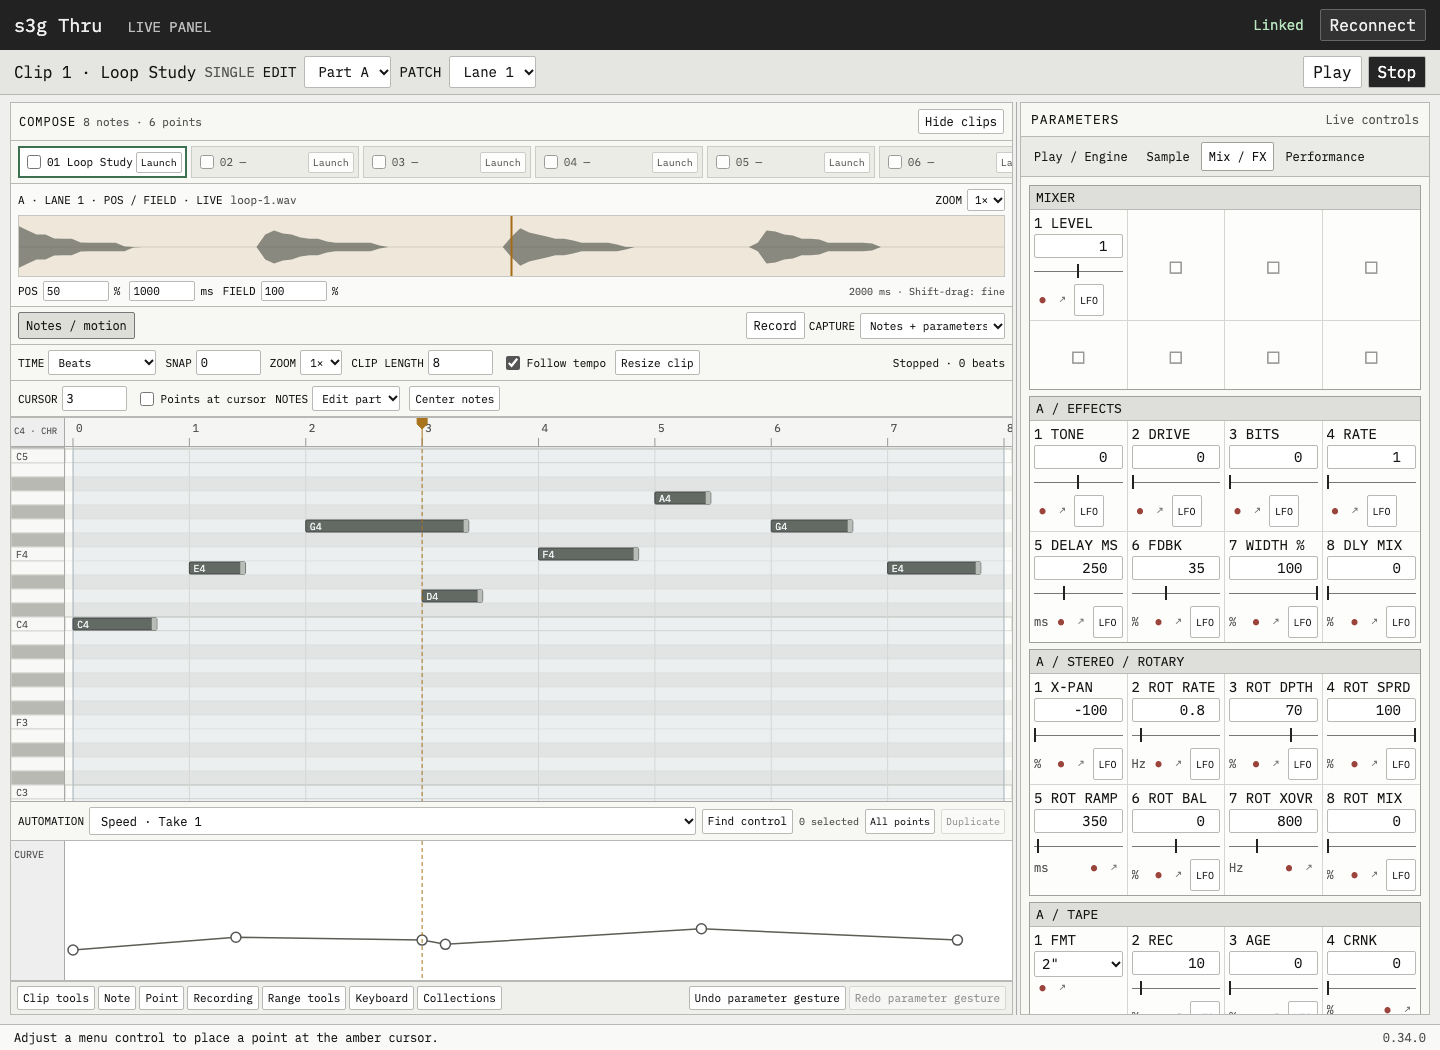 s3g Thru LIVE PANEL Linked Reconnect
Clip 1 · Loop Study SINGLE EDIT Part A PATCH Lane 1 Play Stop
COMPOSE 8 notes · 6 points Hide clips
01 Loop Study Launch 02 — Launch 03 — Launch 04 — Launch 05 — Launch 06 — La
A · LANE 1 · POS / FIELD · LIVE loop-1.wav ZOOM 1×
POS 50 % 1000 ms FIELD 100 % 2000 ms · Shift-drag: fine
Notes / motion Record CAPTURE Notes + parameters
TIME Beats SNAP 0 ZOOM 1× CLIP LENGTH 8 Follow tempo Resize clip Stopped · 0 beats
CURSOR 3 Points at cursor NOTES Edit part Center notes
C4 · CHR 0 1 2 3 4 5 6 7 8
C5
A4
G4 G4
F4 F4
E4 E4
D4
C4 C4
F3
C3
AUTOMATION Speed · Take 1 Find control 0 selected All points Duplicate
CURVE
Clip tools Note Point Recording Range tools Keyboard Collections Undo parameter gesture Redo parameter gesture
PARAMETERS Live controls
Play / Engine Sample Mix / FX Performance
MIXER
1 LEVEL
1
LFO
A / EFFECTS
1 TONE 2 DRIVE 3 BITS 4 RATE
0 0 0 1
LFO LFO LFO LFO
5 DELAY MS 6 FDBK 7 WIDTH % 8 DLY MIX
250 35 100 0
ms LFO % LFO % LFO % LFO
A / STEREO / ROTARY
1 X-PAN 2 ROT RATE 3 ROT DPTH 4 ROT SPRD
-100 0.8 70 100
% LFO Hz LFO % LFO % LFO
5 ROT RAMP 6 ROT BAL 7 ROT XOVR 8 ROT MIX
350 0 800 0
ms % LFO Hz % LFO
A / TAPE
1 FMT 2 REC 3 AGE 4 CRNK
2" 10 0 0
% LFO % LFO %
Adjust a menu control to place a point at the amber cursor. 0.34.0